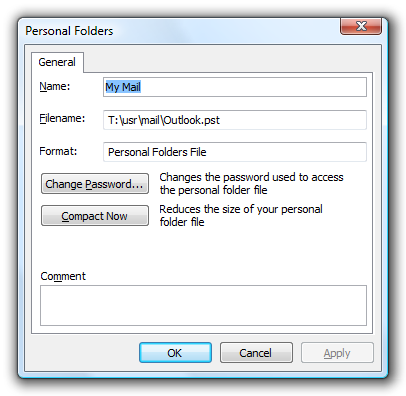 Personal Folders
General
Name: My Mail
Filename: T:\usr\mail\Outlook.pst
Format: Personal Folders File
Change Password... Changes the password used to access
the personal folder file
Compact Now Reduces the size of your personal
folder file
Comment
OK Cancel Apply